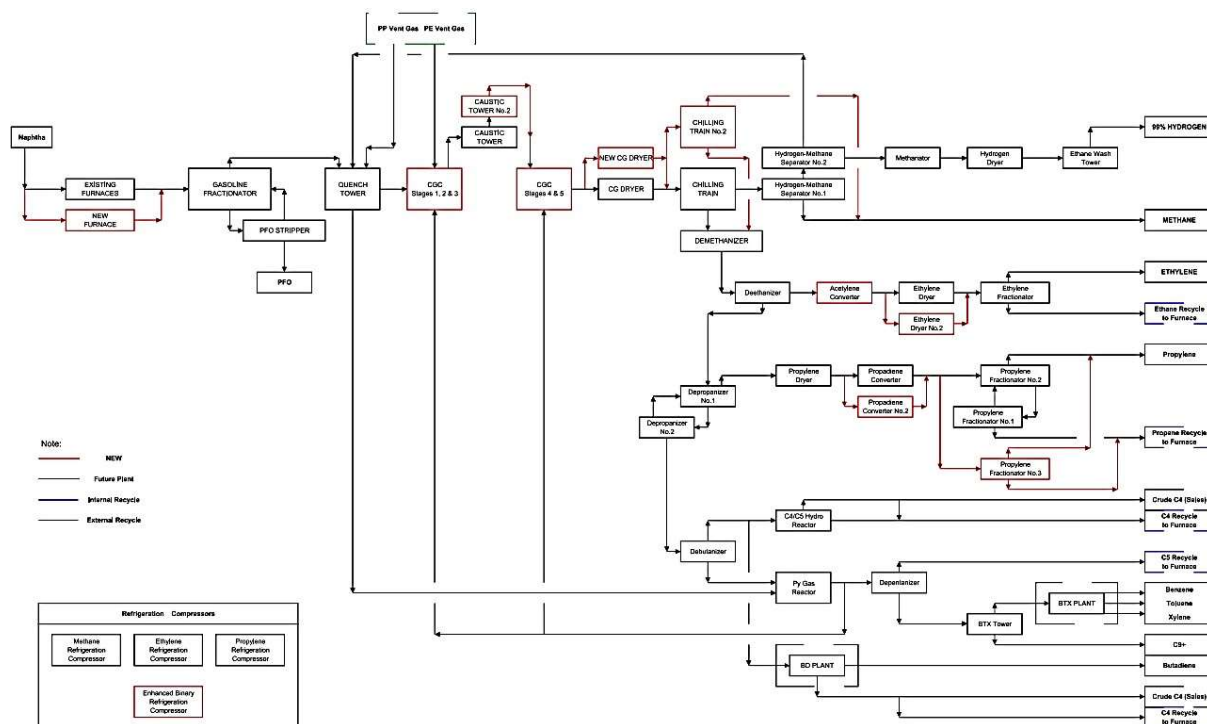 PP Vent Gas PE Vent Gas
Naphtha
EXISTING
FURNACES
NEW
FURNACE
GASOLINE
FRACTIONATOR
PFO STRIPPER
PFO
QUENCH
TOWER
CGC
Stages 1, 2 & 3
CAUSTIC
TOWER No.2
CAUSTIC
TOWER
CGC
Stages 4 & 5
NEW CG DRYER
CG DRYER
CHILLING
TRAIN No.2
CHILLING
TRAIN
DEMETHANIZER
Hydrogen-Methane
Separator No.2
Hydrogen-Methane
Separator No.1
Methanator
Hydrogen
Dryer
Ethane Wash
Tower
99% HYDROGEN
METHANE
Deethanizer
Acetylene
Converter
Ethylene
Dryer
Ethylene
Dryer No.2
Ethylene
Fractionator
ETHYLENE
Ethane Recycle
to Furnace
Depropanizer
No.1
Depropanizer
No.2
Propylene
Dryer
Propadiene
Converter
Propadiene
Converter No.2
Propylene
Fractionator No.2
Propylene
Fractionator No.1
Propylene
Fractionator No.3
Propylene
Propane Recycle
to Furnace
Note:
NEW
Future Plant
Internal Recycle
External Recycle
Debutanizer
C4/C5 Hydro
Reactor
Crude C4 (Sales)
C4 Recycle
to Furnace
Py Gas
Reactor
Depentanizer
C5 Recycle
to Furnace
BTX Tower
BTX PLANT
Benzene
Toluene
Xylene
C9+
BD PLANT
Butadiens
Crude C4 (Sales)
C4 Recycle
to Furnace
Refrigeration Compressors
Methane
Refrigeration
Compressor
Ethylene
Refrigeration
Compressor
Propylene
Refrigeration
Compressor
Enhanced Binary
Refrigeration
Compressor